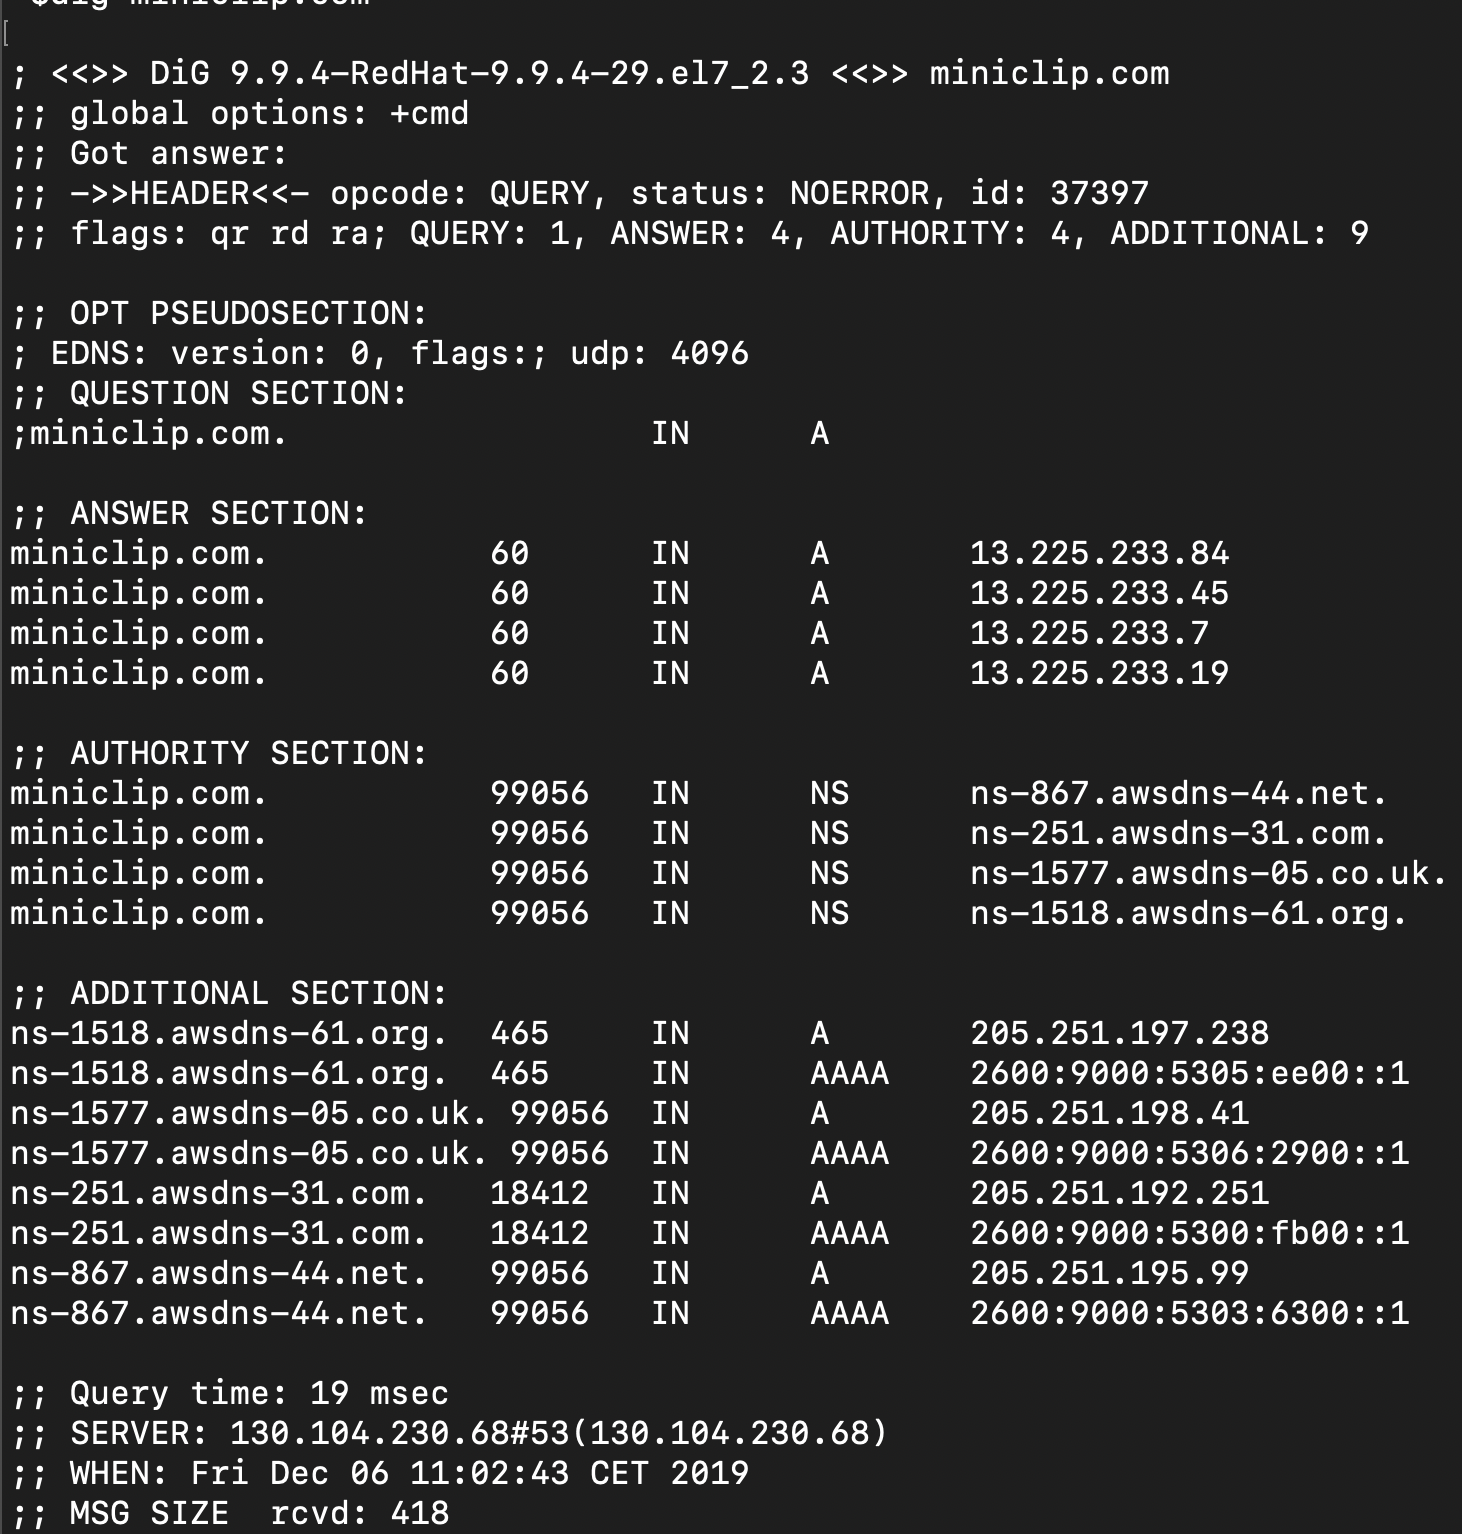 $dig miniclip.com
; <<>> DiG 9.9.4-RedHat-9.9.4-29.el7_2.3 <<>> miniclip.com
;; global options: +cmd
;; Got answer:
;; ->>HEADER<<- opcode: QUERY, status: NOERROR, id: 37397
;; flags: qr rd ra; QUERY: 1, ANSWER: 4, AUTHORITY: 4, ADDITIONAL: 9
;; OPT PSEUDOSECTION:
; EDNS: version: 0, flags:; udp: 4096
;; QUESTION SECTION:
;miniclip.com. IN A
;; ANSWER SECTION:
miniclip.com. 60 IN A 13.225.233.84
miniclip.com. 60 IN A 13.225.233.45
miniclip.com. 60 IN A 13.225.233.7
miniclip.com. 60 IN A 13.225.233.19
;; AUTHORITY SECTION:
miniclip.com. 99056 IN NS ns-867.awsdns-44.net.
miniclip.com. 99056 IN NS ns-251.awsdns-31.com.
miniclip.com. 99056 IN NS ns-1577.awsdns-05.co.uk.
miniclip.com. 99056 IN NS ns-1518.awsdns-61.org.
;; ADDITIONAL SECTION:
ns-1518.awsdns-61.org. 465 IN A 205.251.197.238
ns-1518.awsdns-61.org. 465 IN AAAA 2600:9000:5305:ee00::1
ns-1577.awsdns-05.co.uk. 99056 IN A 205.251.198.41
ns-1577.awsdns-05.co.uk. 99056 IN AAAA 2600:9000:5306:2900::1
ns-251.awsdns-31.com. 18412 IN A 205.251.192.251
ns-251.awsdns-31.com. 18412 IN AAAA 2600:9000:5300:fb00::1
ns-867.awsdns-44.net. 99056 IN A 205.251.195.99
ns-867.awsdns-44.net. 99056 IN AAAA 2600:9000:5303:6300::1
;; Query time: 19 msec
;; SERVER: 130.104.230.68#53(130.104.230.68)
;; WHEN: Fri Dec 06 11:02:43 CET 2019
;; MSG SIZE rcvd: 418